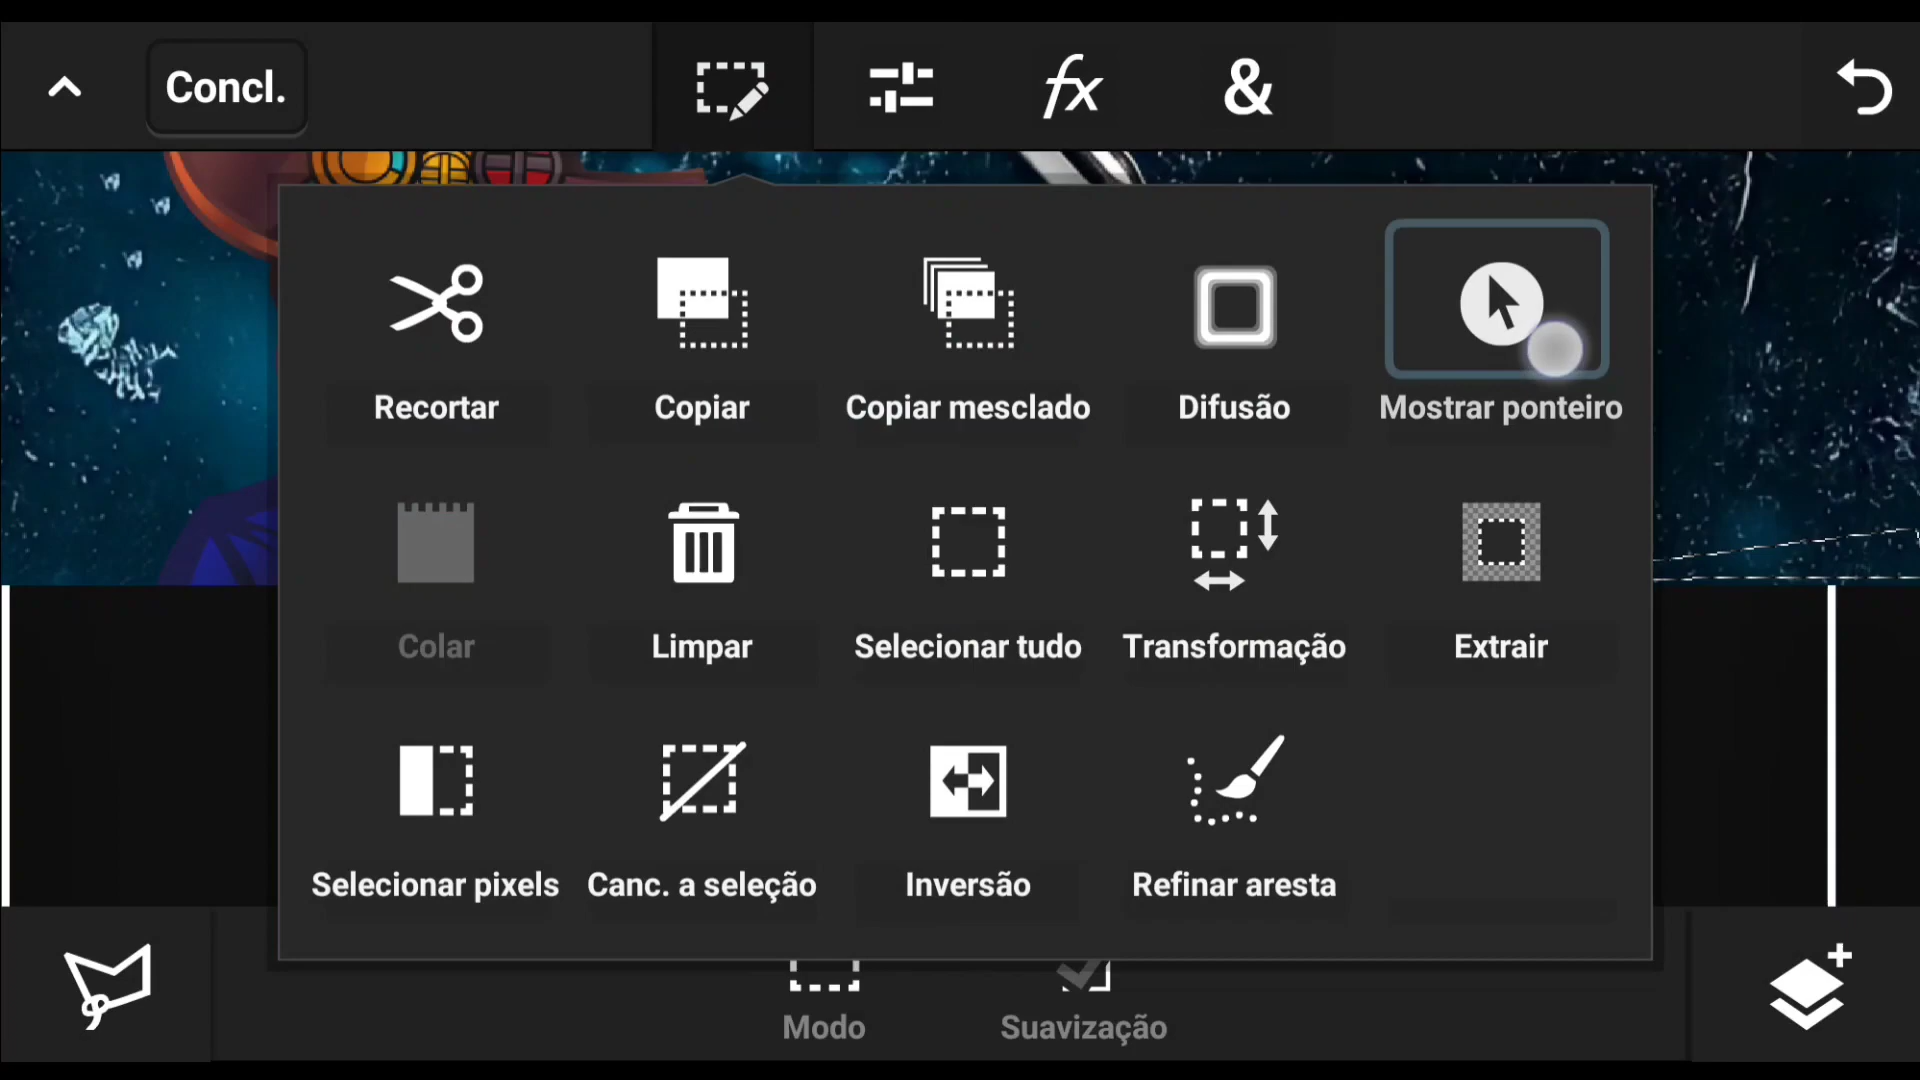 Concl.
fx
&
Recortar
Copiar
Copiar mesclado
Difusão
Mostrar ponteiro
Colar
Limpar
Selecionar tudo
Transformação
Extrair
Selecionar pixels
Canc. a seleção
Inversão
Refinar aresta
Modo
Suavização